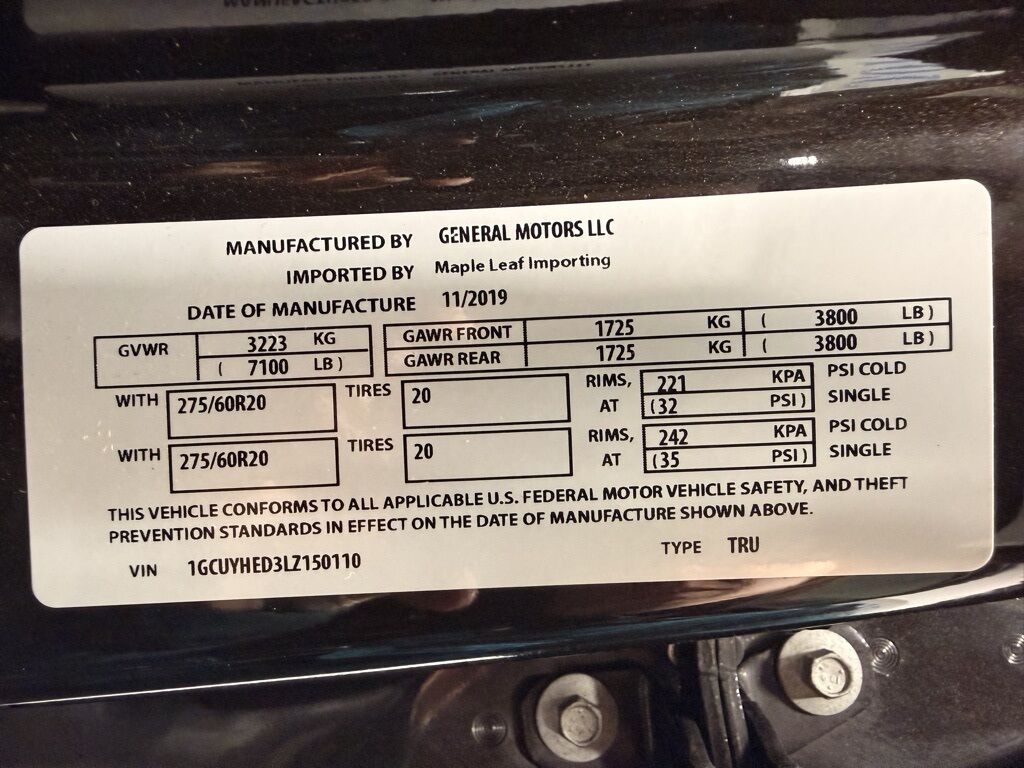 MANUFACTURED BY GENERAL MOTORS LLC
IMPORTED BY Maple Leaf Importing
DATE OF MANUFACTURE 11/2019
GVWR 3223 KG ( 7100 LB )
GAWR FRONT 1725 KG ( 3800 LB )
GAWR REAR 1725 KG ( 3800 LB )
WITH 275/60R20 TIRES 20 RIMS, AT 221 KPA (32 PSI ) PSI COLD SINGLE
WITH 275/60R20 TIRES 20 RIMS, AT 242 KPA (35 PSI ) PSI COLD SINGLE
THIS VEHICLE CONFORMS TO ALL APPLICABLE U.S. FEDERAL MOTOR VEHICLE SAFETY, AND THEFT
PREVENTION STANDARDS IN EFFECT ON THE DATE OF MANUFACTURE SHOWN ABOVE.
VIN 1GCUYHED3LZ150110 TYPE TRU